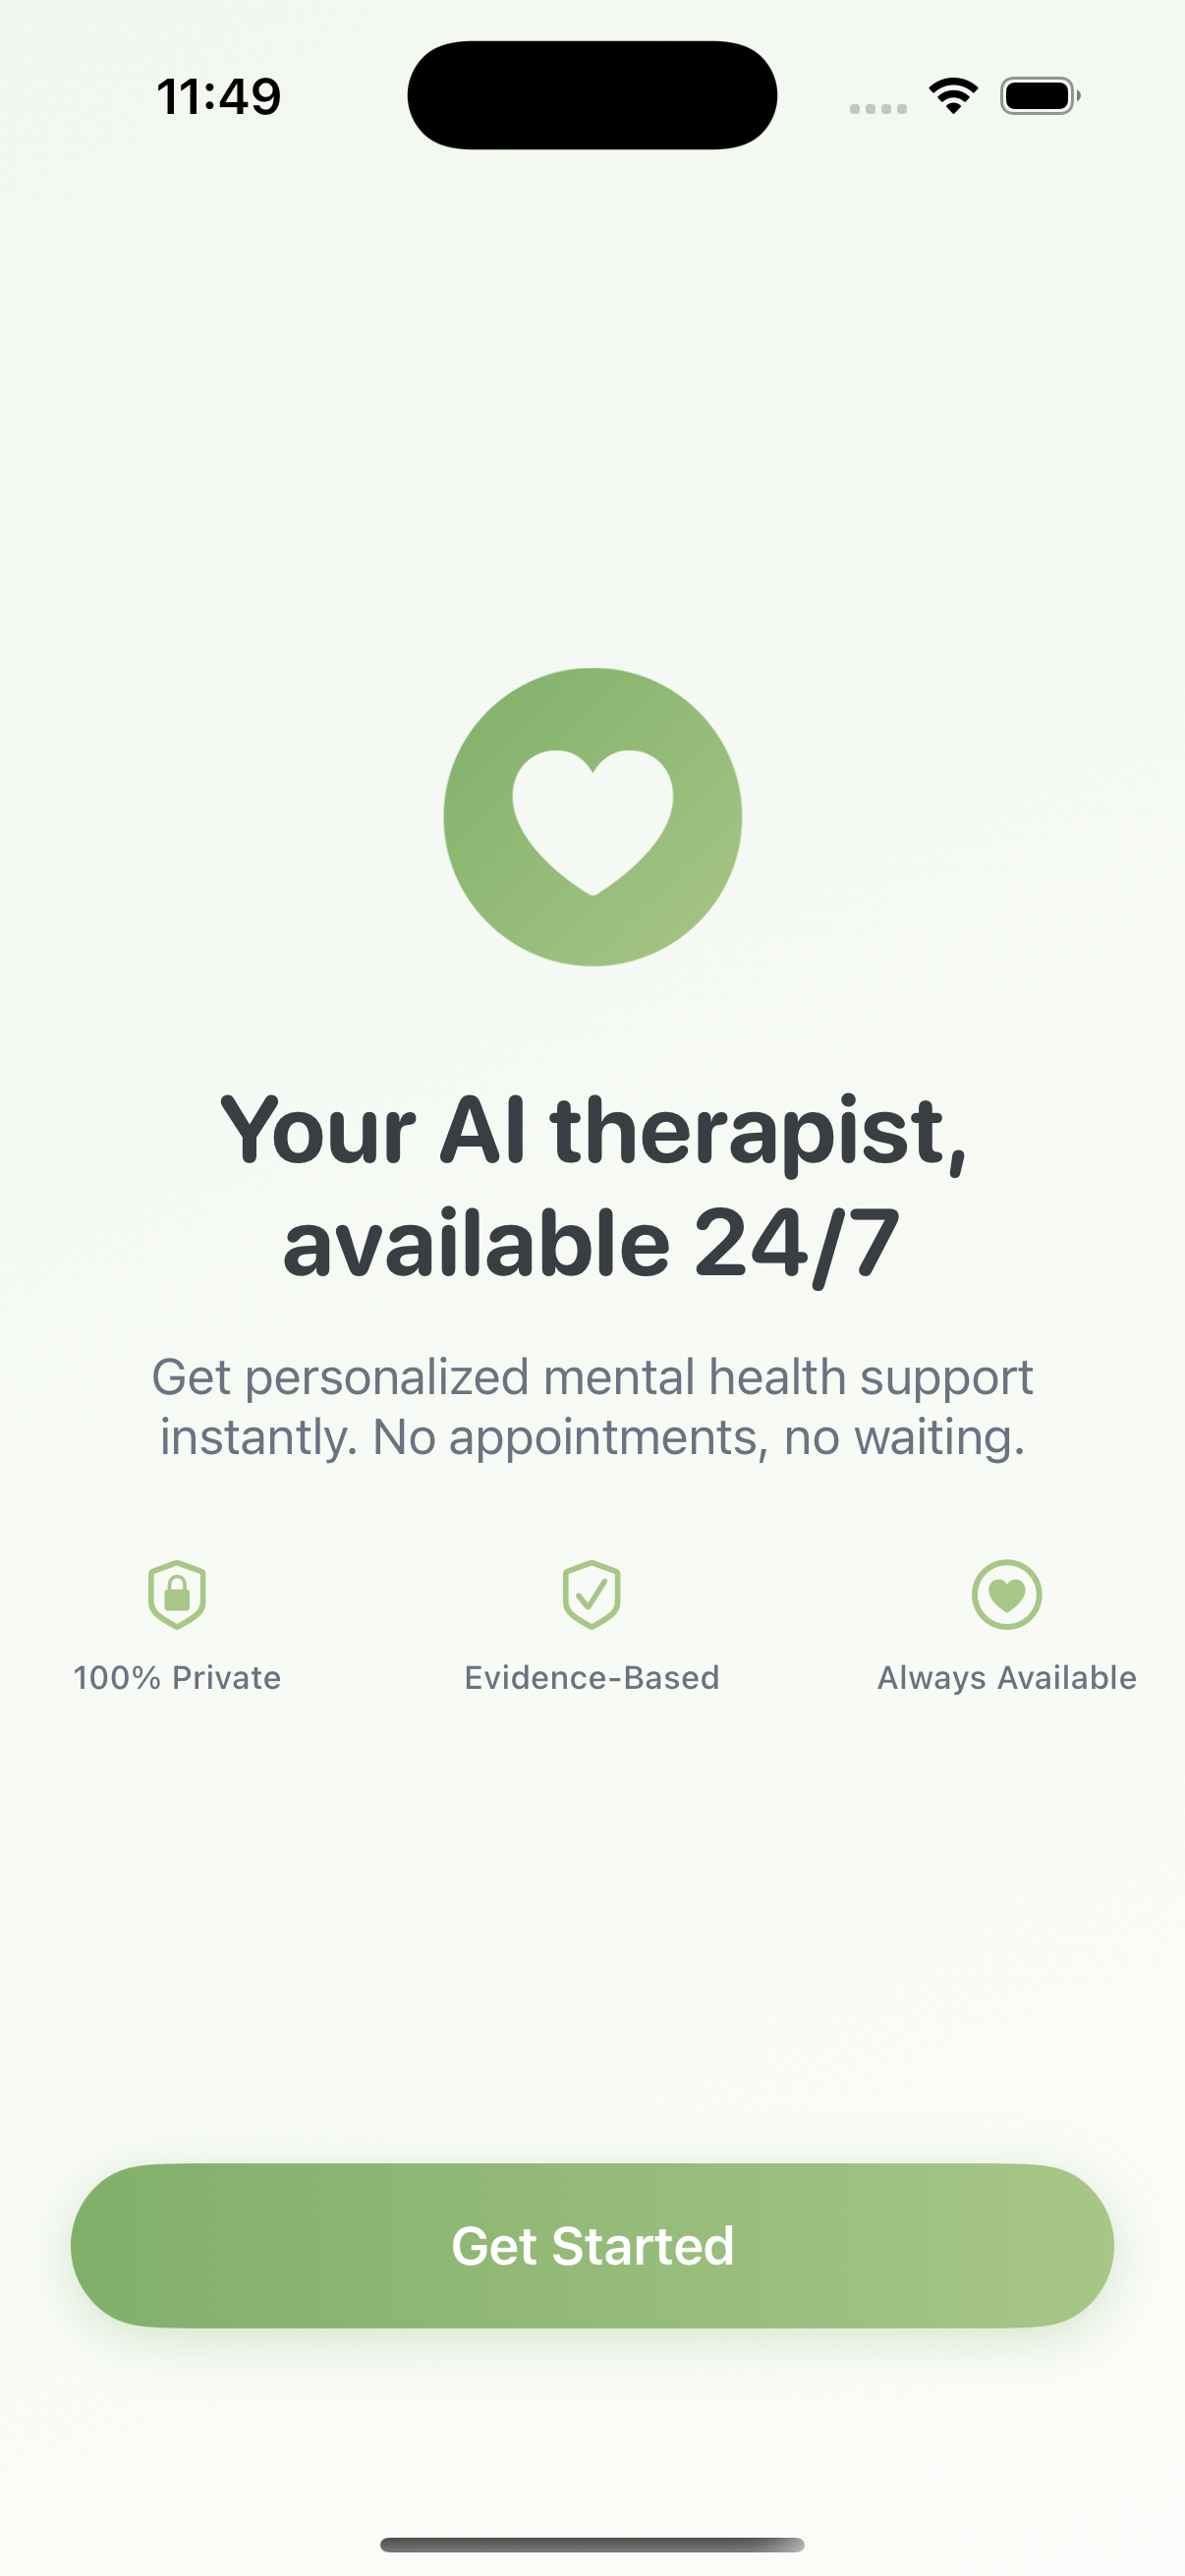 11:49
Your AI therapist,
available 24/7
Get personalized mental health support
instantly. No appointments, no waiting.
100% Private
Evidence-Based
Always Available
Get Started